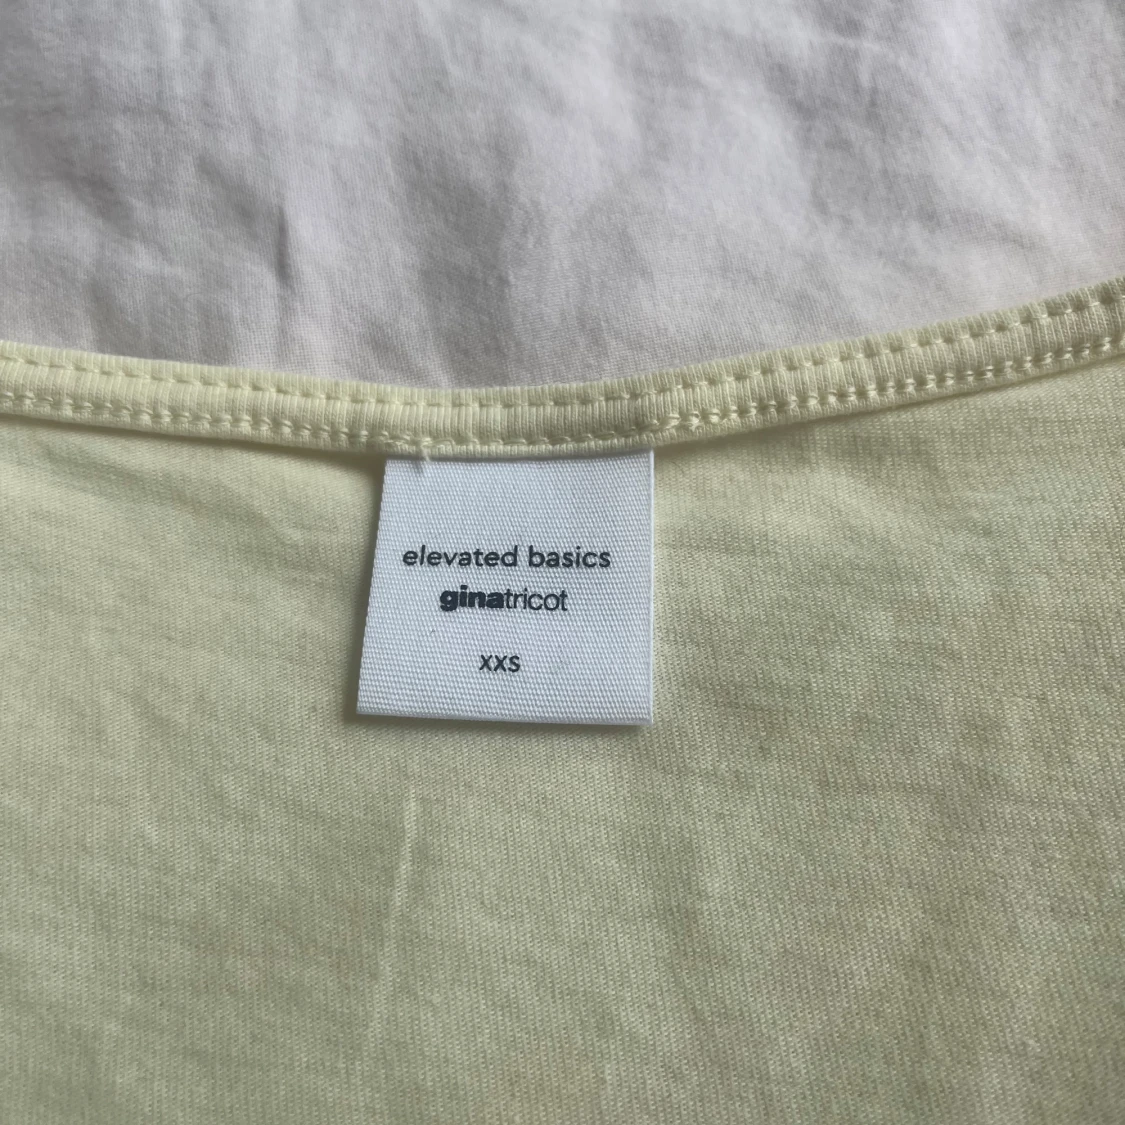 elevated basics
ginatricot
XXS